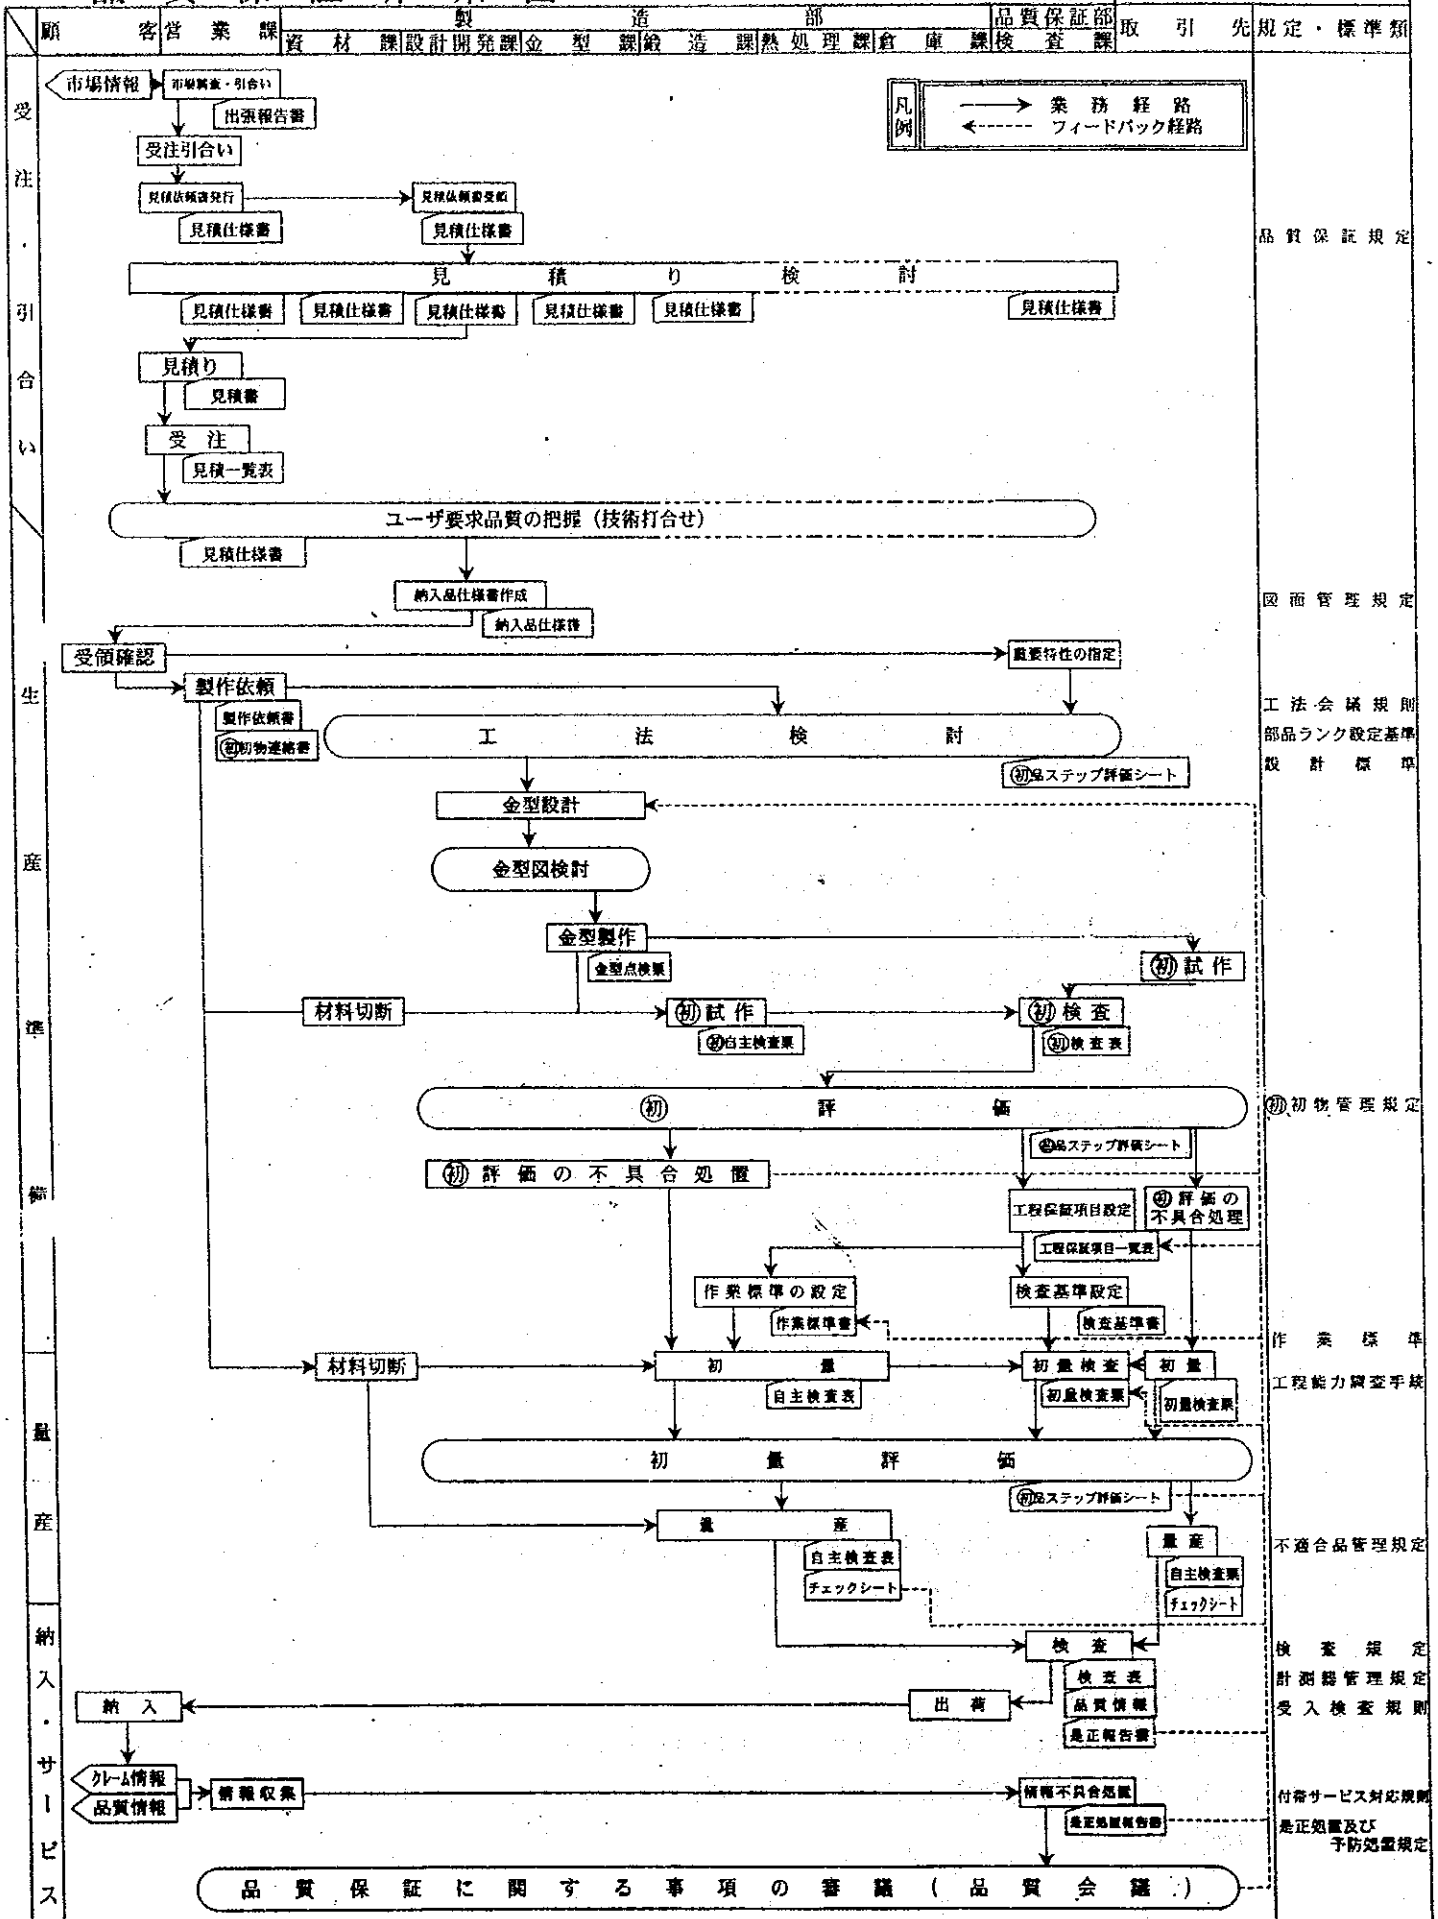 製造部
品質保証部
顧客
営業課
資材課
設計開発課
金型課
鍛造課
熱処理課
倉庫課
検査課
取引先
規定・標準類
受注・引合い
市場情報
市場調査・引合い
出張報告書
凡例
業務経路
フィードバック経路
受注引合い
見積依頼書発行
見積依頼書受領
見積仕様書
見積仕様書
品質保証規定
見積り検討
見積仕様書
見積仕様書
見積仕様書
見積仕様書
見積仕様書
見積仕様書
見積り
見積書
受注
見積一覧表
ユーザ要求品質の把握(技術打合せ)
見積仕様書
納入品仕様書作成
納入品仕様書
図面管理規定
生産準備
受領確認
重要特性の指定
製作依頼
製作依頼書
㊞初物連絡書
工法検討
工法会議規則
部品ランク設定基準
設計標準
初品ステップ評価シート
金型設計
金型図検討
金型製作
金型点検票
初試作
材料切断
初試作
初自主検査票
初検査
初検査表
初評価
初初物管理規定
初品ステップ評価シート
初評価の不具合処置
工程保証項目設定
初評価の
不具合処理
工程保証項目一覧表
作業標準の設定
作業標準書
検査基準設定
検査基準書
作業標準
量産
材料切断
初量
自主検査表
初量検査
初量検査票
初量
初量検査票
工程能力調査手続
初量評価
初品ステップ評価シート
量産
自主検査表
チェックシート
量産
自主検査票
チェックシート
不適合品管理規定
納入・サービス
検査
検査表
品質情報
是正報告書
検査規定
計測器管理規定
受入検査規則
出荷
納入
クレーム情報
品質情報
情報収集
情報不具合処置
是正処置報告書
付帯サービス対応規則
是正処置及び
予防処置規定
品質保証に関する事項の審議(品質会議)